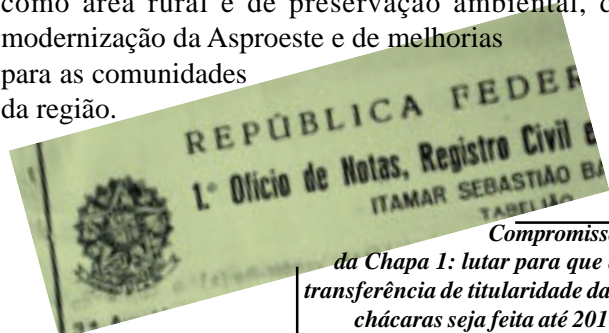 como área rural e de preservação ambiental, d
modernização da Asproeste e de melhorias
para as comunidades
da região.
REPÚBLICA FEDER
1.º Ofício de Notas, Registro Civil e
ITAMAR SEBASTIÃO BA
TABELIÃO
Compromiss
da Chapa 1: lutar para que
transferência de titularidade da
chácaras seja feita até 201